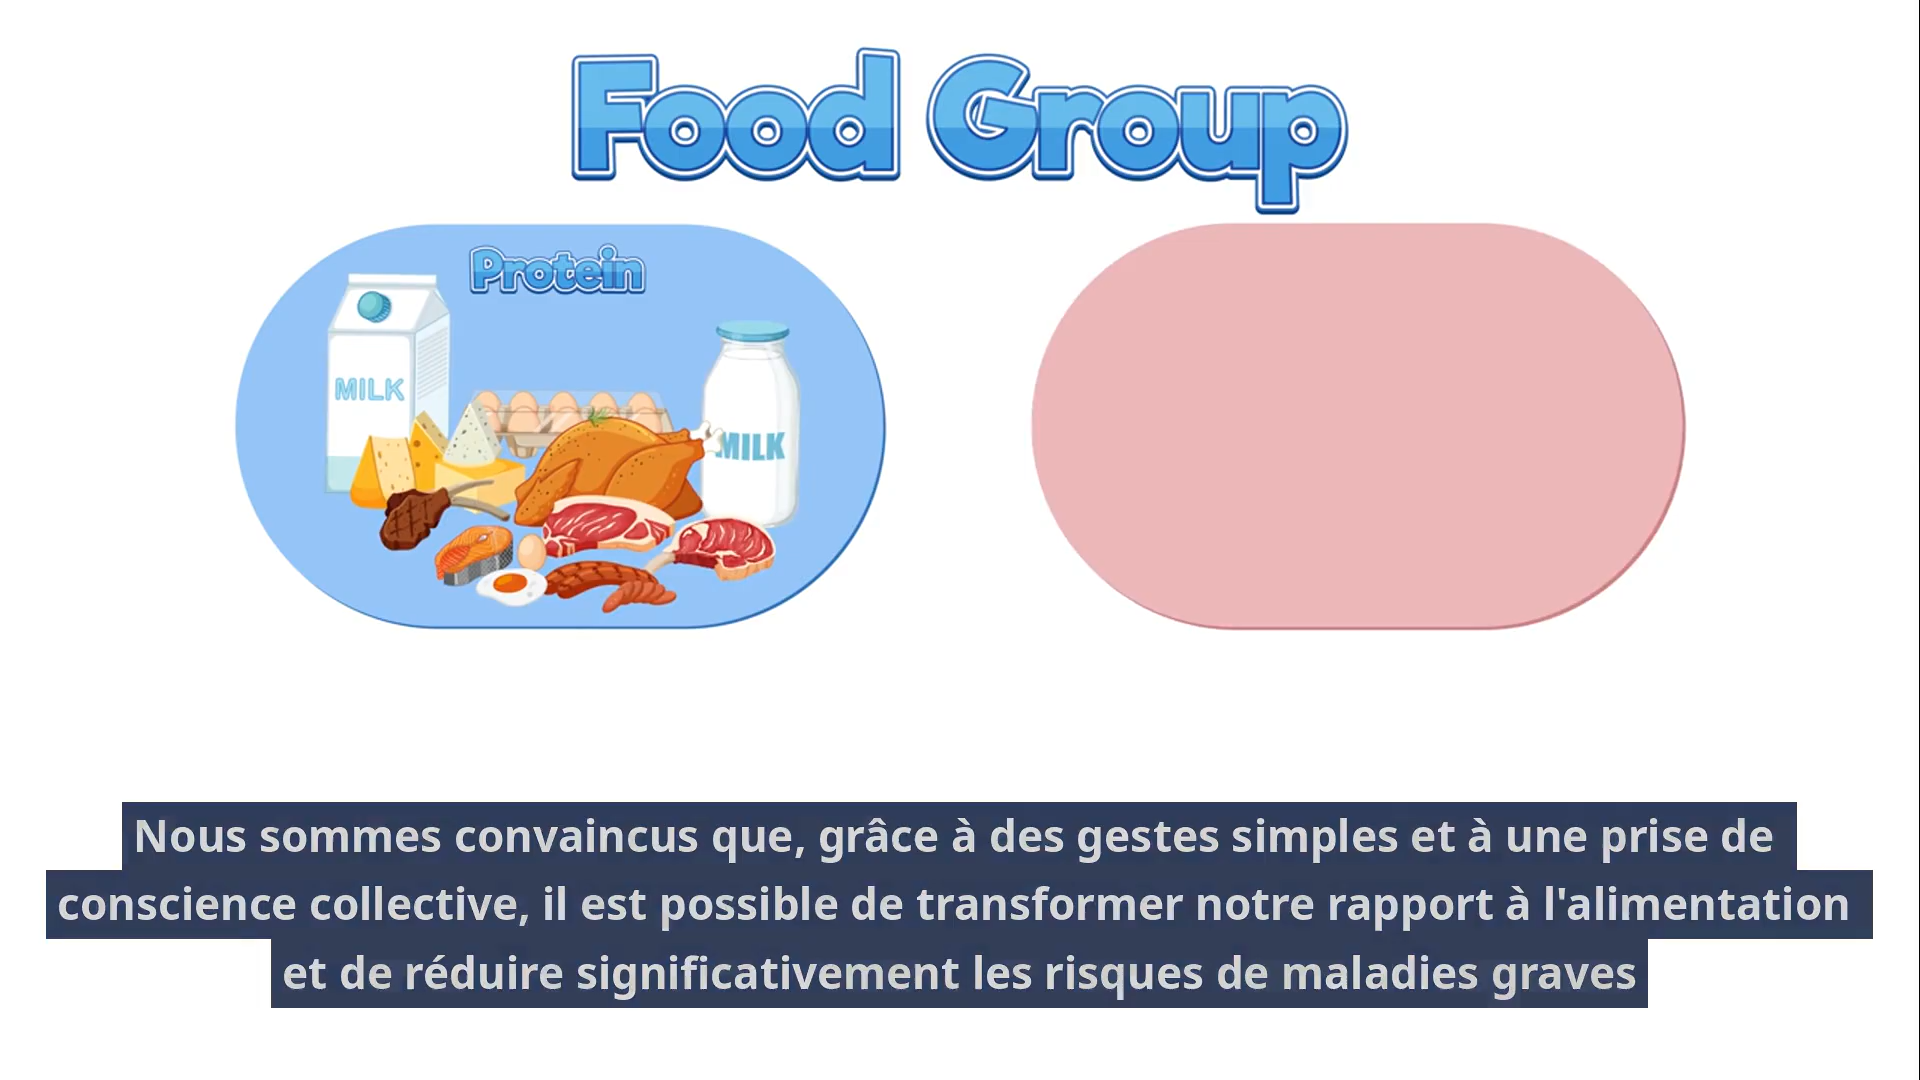 Food Group
Protein
MILK
MILK
Nous sommes convaincus que, grâce à des gestes simples et à une prise de
conscience collective, il est possible de transformer notre rapport à l'alimentation
et de réduire significativement les risques de maladies graves